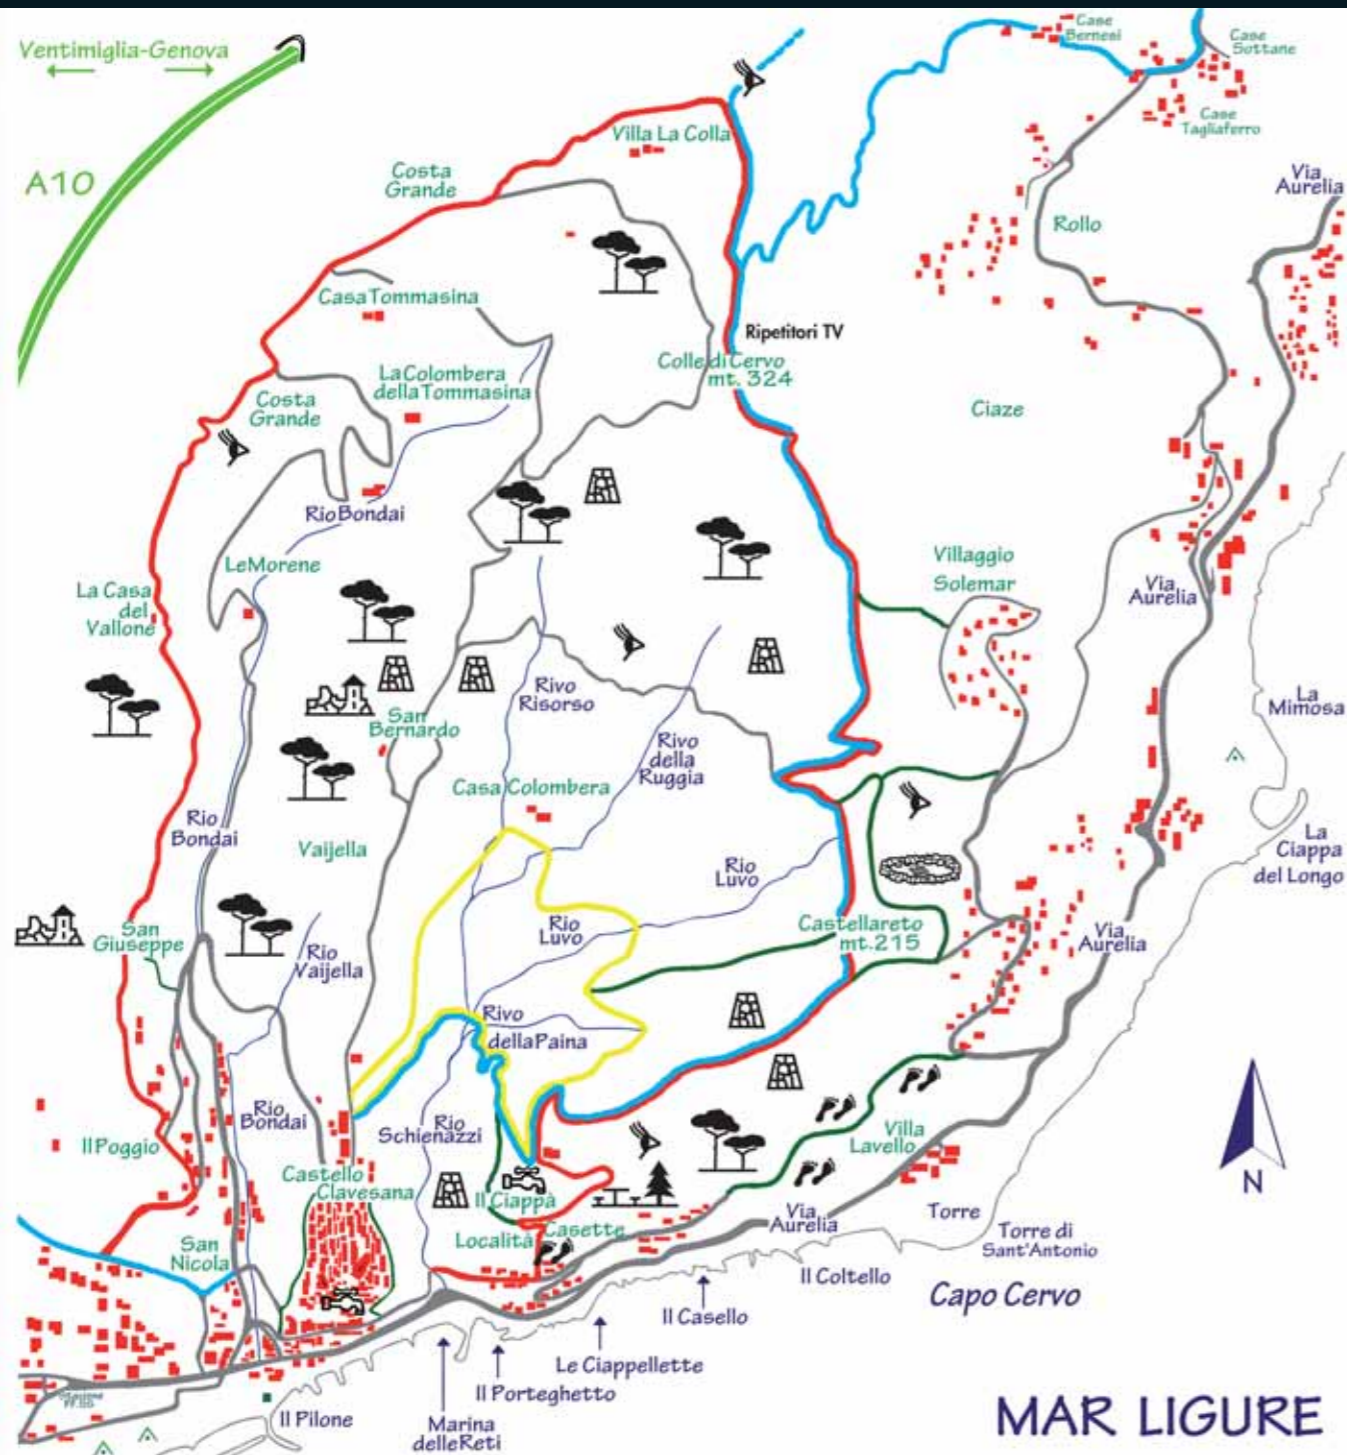 Ventimiglia-Genova
A10
Case
Bernesi
Case
Sottane
Case
Tagliaferro
Via
Aurelia
Villa La Colla
Costa
Grande
Rollo
Casa Tommasina
Ripetitori TV
Colle di Cervo
mt. 324
La Colombera
della Tommasina
Costa
Grande
Ciaze
Rio Bondai
Le Morene
Villaggio
Solemar
Via
Aurelia
La Casa
del
Vallone
Rivo
Risorso
San
Bernardo
La
Mimosa
Rivo
della
Ruggia
Casa Colombera
Rio
Bondai
Vaijella
Rio
Luvo
La
Ciappa
del Longo
San
Giuseppe
Rio
Luvo
Castellareto
mt.215
Via
Aurelia
Rio
Vaijella
Rivo
della Paina
Rio
Bondai
Rio
Schienazzi
Il Poggio
Villa
Lavello
Castello
Clavesana
Il Ciappà
N
San
Nicola
Località
Casette
Via
Aurelia
Torre
Torre di
Sant'Antonio
Il Coltello
Capo Cervo
Il Casello
Le Ciappellette
Il Porteghetto
Il Pilone
Marina
delle Reti
MAR LIGURE